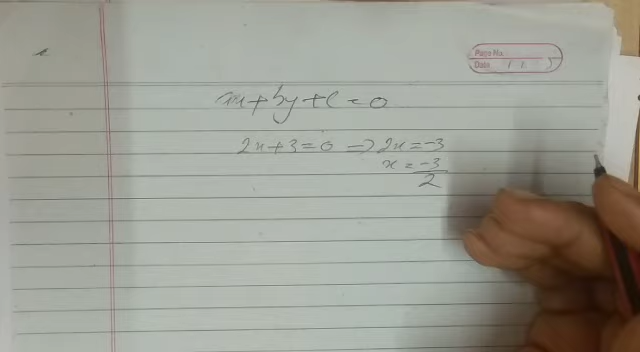 Page No.
Date / /
ax+by+c=0
2x+3=0 ⇒ 2x=-3
x = -3/2